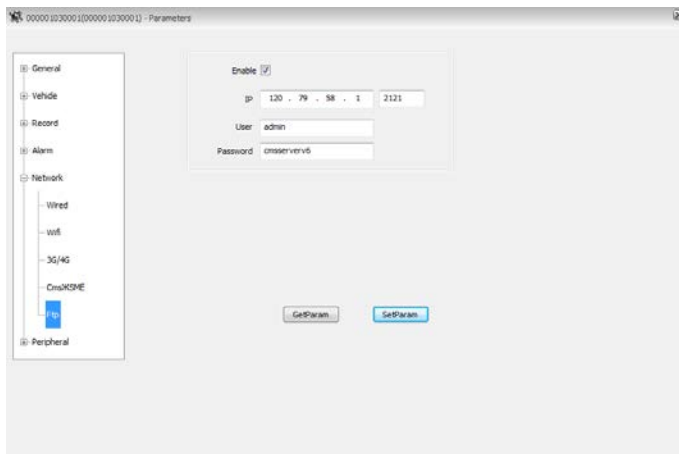 000001030001(000001030001) - Parameters
General
Vehicle
Record
Alarm
Network
Wired
Wifi
3G/4G
Ftp
Peripheral
Enable
IP 120 . 79 . 58 . 1 2121
User admin
Password cmsserverv6
GetParam SetParam